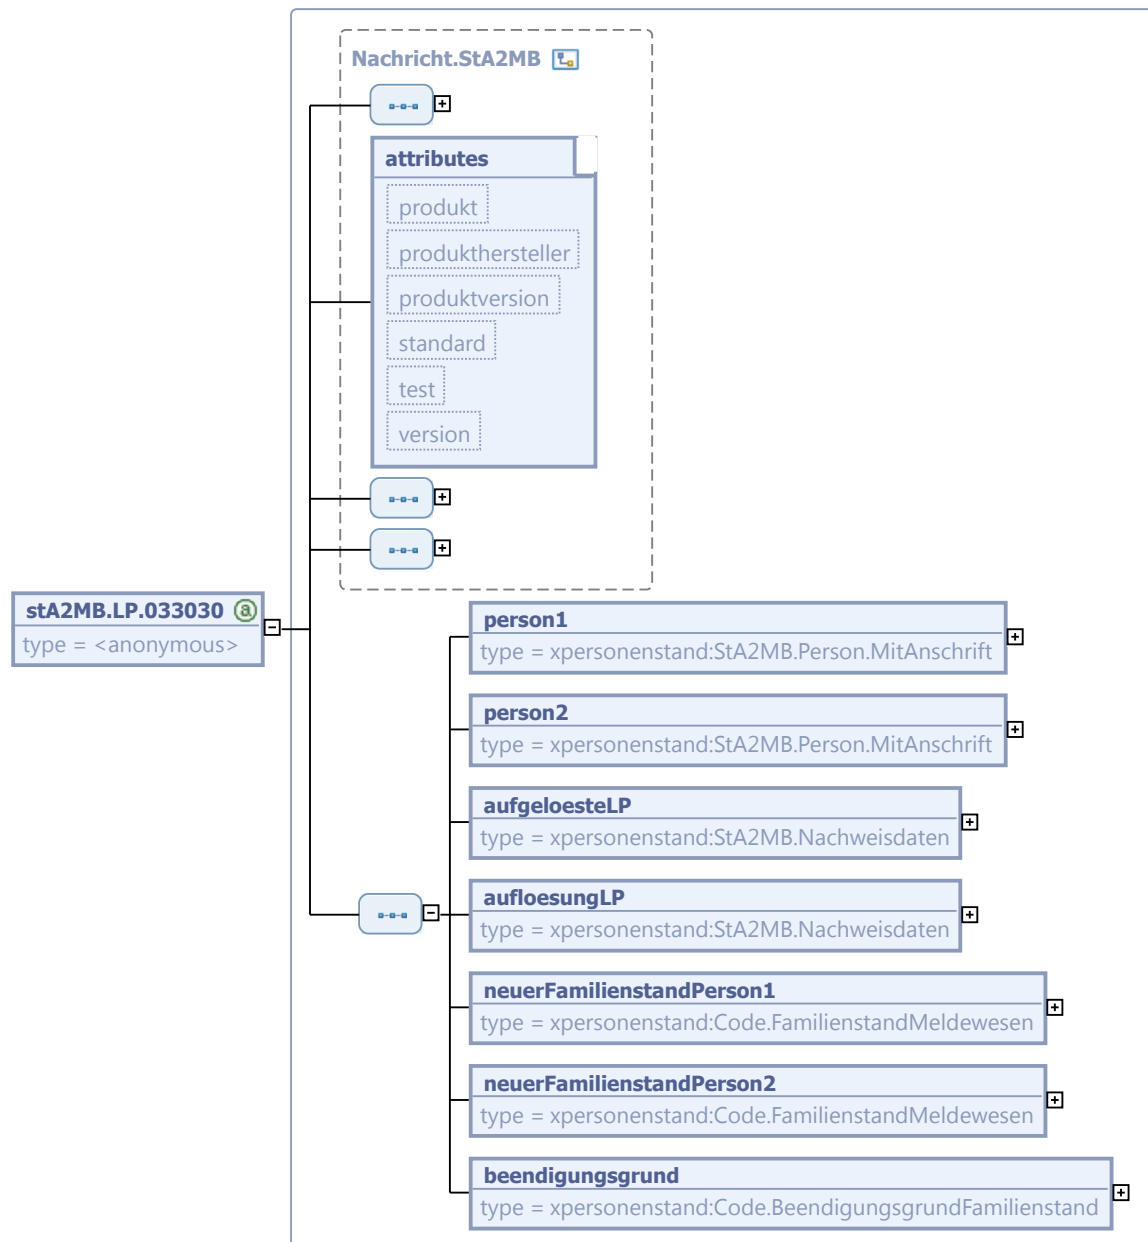 Nachricht.StA2MB
attributes
produkt
produkthersteller
produktversion
standard
test
version
stA2MB.LP.033030 a
type = <anonymous>
person1
type = xpersonenstand:StA2MB.Person.MitAnschrift
person2
type = xpersonenstand:StA2MB.Person.MitAnschrift
aufgeloesteLP
type = xpersonenstand:StA2MB.Nachweisdaten
aufloesungLP
type = xpersonenstand:StA2MB.Nachweisdaten
neuerFamilienstandPerson1
type = xpersonenstand:Code.FamilienstandMeldewesen
neuerFamilienstandPerson2
type = xpersonenstand:Code.FamilienstandMeldewesen
beendigungsgrund
type = xpersonenstand:Code.BeendigungsgrundFamilienstand